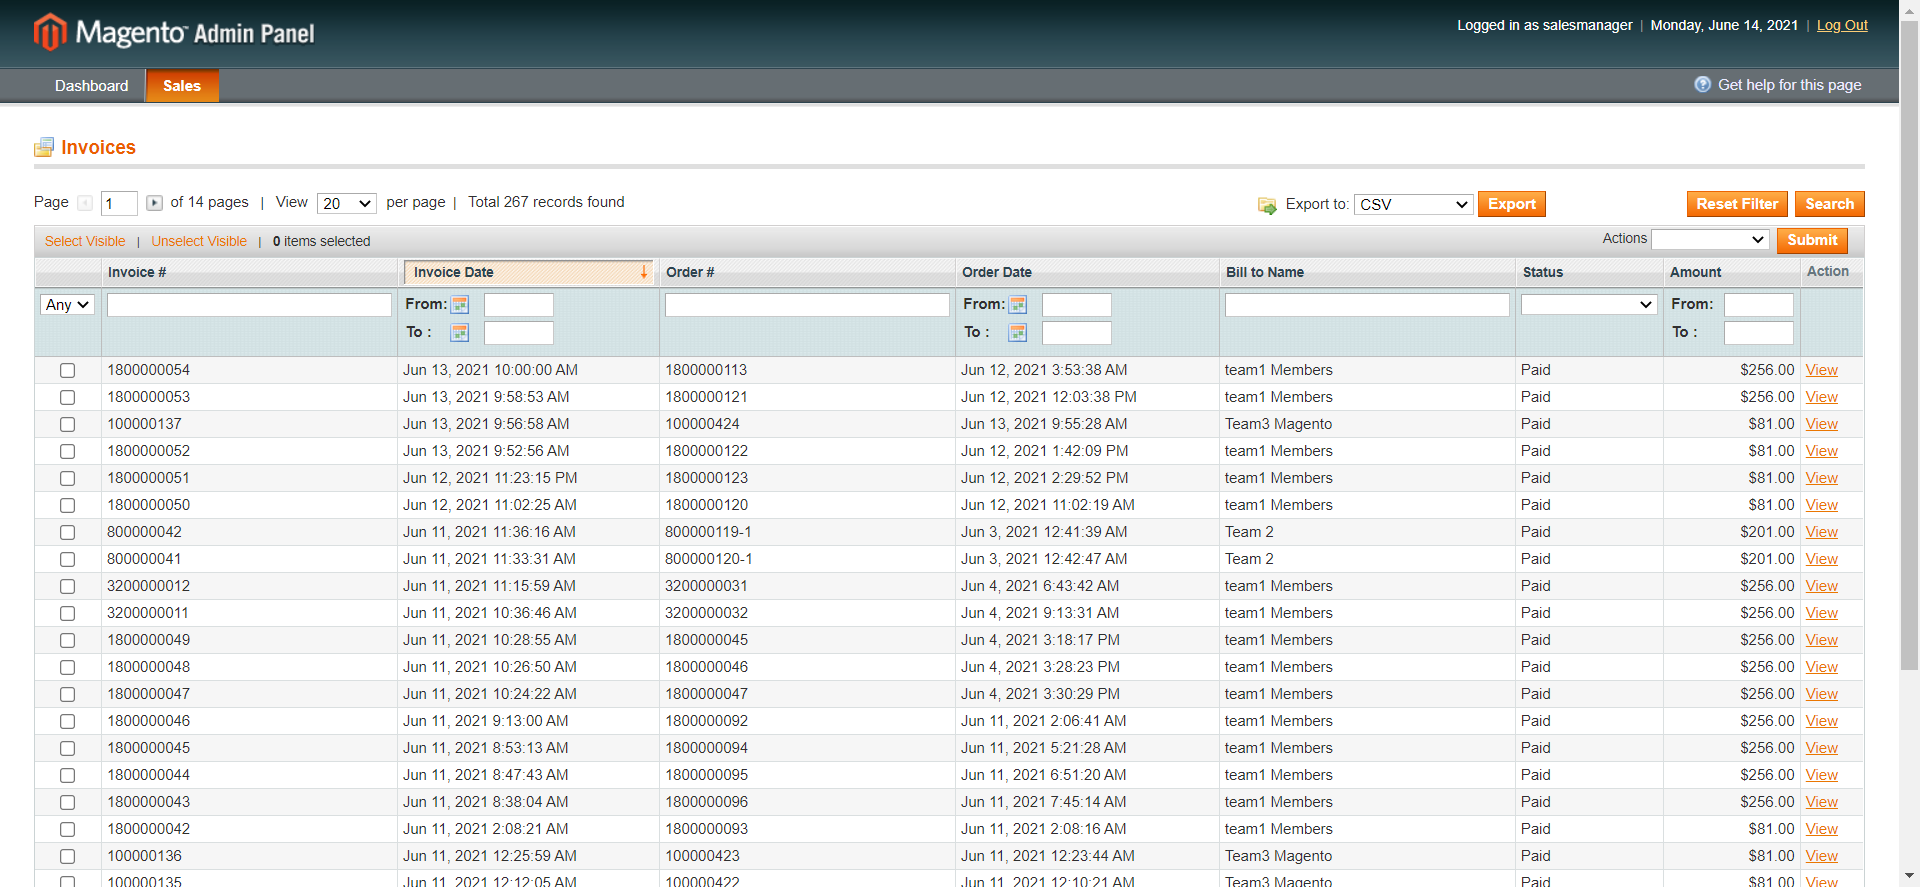 Magento™ Admin Panel
Logged in as salesmanager | Monday, June 14, 2021 | Log Out
Dashboard Sales Get help for this page
Invoices
Page 1 of 14 pages | View 20 per page | Total 267 records found Export to: CSV Export Reset Filter Search
Select Visible | Unselect Visible | 0 items selected Actions Submit
Invoice # Invoice Date Order # Order Date Bill to Name Status Amount Action
Any From: From: From:
To : To : To :
1800000054 Jun 13, 2021 10:00:00 AM 1800000113 Jun 12, 2021 3:53:38 AM team1 Members Paid $256.00 View
1800000053 Jun 13, 2021 9:58:53 AM 1800000121 Jun 12, 2021 12:03:38 PM team1 Members Paid $256.00 View
100000137 Jun 13, 2021 9:56:58 AM 100000424 Jun 13, 2021 9:55:28 AM Team3 Magento Paid $81.00 View
1800000052 Jun 13, 2021 9:52:56 AM 1800000122 Jun 12, 2021 1:42:09 PM team1 Members Paid $81.00 View
1800000051 Jun 12, 2021 11:23:15 PM 1800000123 Jun 12, 2021 2:29:52 PM team1 Members Paid $81.00 View
1800000050 Jun 12, 2021 11:02:25 AM 1800000120 Jun 12, 2021 11:02:19 AM team1 Members Paid $81.00 View
800000042 Jun 11, 2021 11:36:16 AM 800000119-1 Jun 3, 2021 12:41:39 AM Team 2 Paid $201.00 View
800000041 Jun 11, 2021 11:33:31 AM 800000120-1 Jun 3, 2021 12:42:47 AM Team 2 Paid $201.00 View
3200000012 Jun 11, 2021 11:15:59 AM 3200000031 Jun 4, 2021 6:43:42 AM team1 Members Paid $256.00 View
3200000011 Jun 11, 2021 10:36:46 AM 3200000032 Jun 4, 2021 9:13:31 AM team1 Members Paid $256.00 View
1800000049 Jun 11, 2021 10:28:55 AM 1800000045 Jun 4, 2021 3:18:17 PM team1 Members Paid $256.00 View
1800000048 Jun 11, 2021 10:26:50 AM 1800000046 Jun 4, 2021 3:28:23 PM team1 Members Paid $256.00 View
1800000047 Jun 11, 2021 10:24:22 AM 1800000047 Jun 4, 2021 3:30:29 PM team1 Members Paid $256.00 View
1800000046 Jun 11, 2021 9:13:00 AM 1800000092 Jun 11, 2021 2:06:41 AM team1 Members Paid $256.00 View
1800000045 Jun 11, 2021 8:53:13 AM 1800000094 Jun 11, 2021 5:21:28 AM team1 Members Paid $256.00 View
1800000044 Jun 11, 2021 8:47:43 AM 1800000095 Jun 11, 2021 6:51:20 AM team1 Members Paid $256.00 View
1800000043 Jun 11, 2021 8:38:04 AM 1800000096 Jun 11, 2021 7:45:14 AM team1 Members Paid $256.00 View
1800000042 Jun 11, 2021 2:08:21 AM 1800000093 Jun 11, 2021 2:08:16 AM team1 Members Paid $81.00 View
100000136 Jun 11, 2021 12:25:59 AM 100000423 Jun 11, 2021 12:23:44 AM Team3 Magento Paid $81.00 View
100000135 Jun 11, 2021 12:12:05 AM 100000422 Jun 11, 2021 12:10:21 AM Team3 Magento Paid $81.00 View